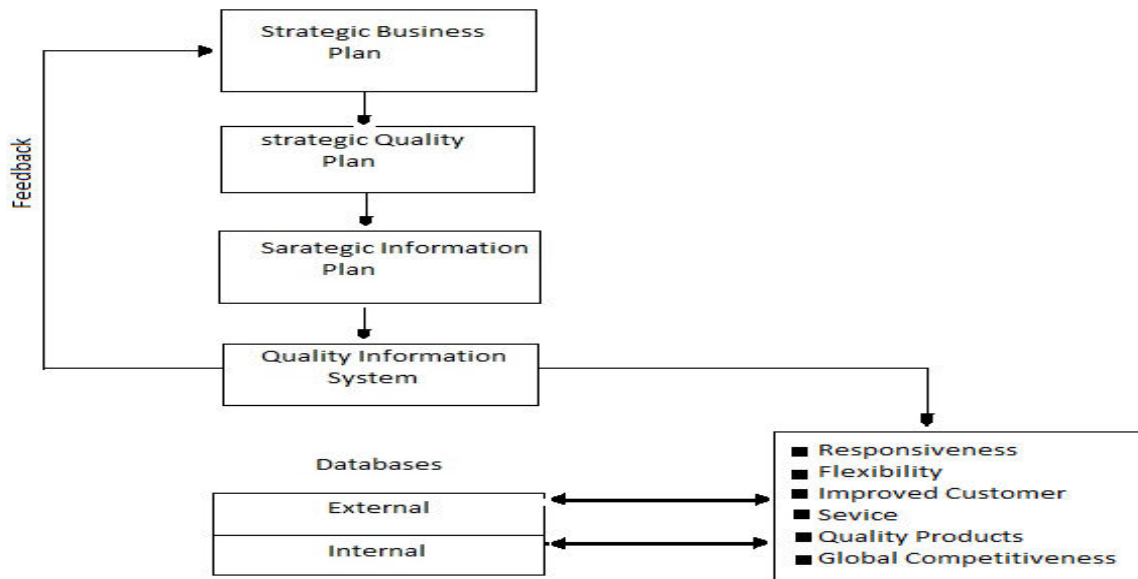 Strategic Business
Plan
Feedback
strategic Quality
Plan
Sarategic Information
Plan
Quality Information
System
Databases
External
Internal
■ Responsiveness
■ Flexibility
■ Improved Customer
■ Sevice
■ Quality Products
■ Global Competitiveness